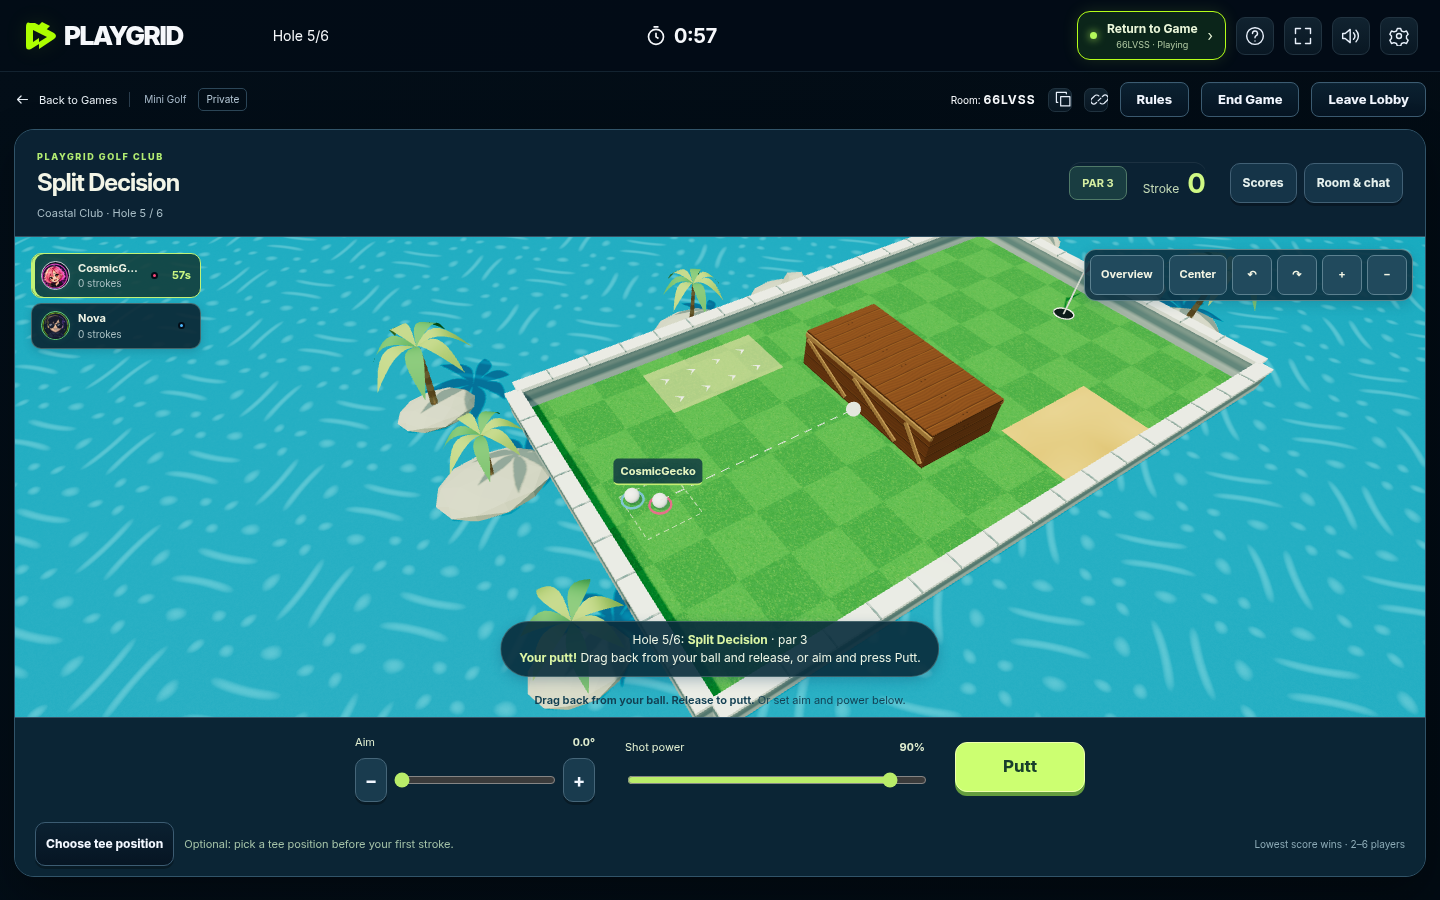 PLAYGRID
Hole 5/6
0:57
Return to Game
66LVSS · Playing
Back to Games
Mini Golf
Private
Room: 66LVSS
Rules
End Game
Leave Lobby
PLAYGRID GOLF CLUB
Split Decision
Coastal Club · Hole 5 / 6
PAR 3
Stroke 0
Scores
Room & chat
CosmicG...
0 strokes
57s
Nova
0 strokes
Overview
Center
CosmicGecko
Hole 5/6: Split Decision · par 3
Your putt! Drag back from your ball and release, or aim and press Putt.
Drag back from your ball. Release to putt. Or set aim and power below.
Aim
0.0°
Shot power
90%
Putt
Choose tee position
Optional: pick a tee position before your first stroke.
Lowest score wins · 2–6 players